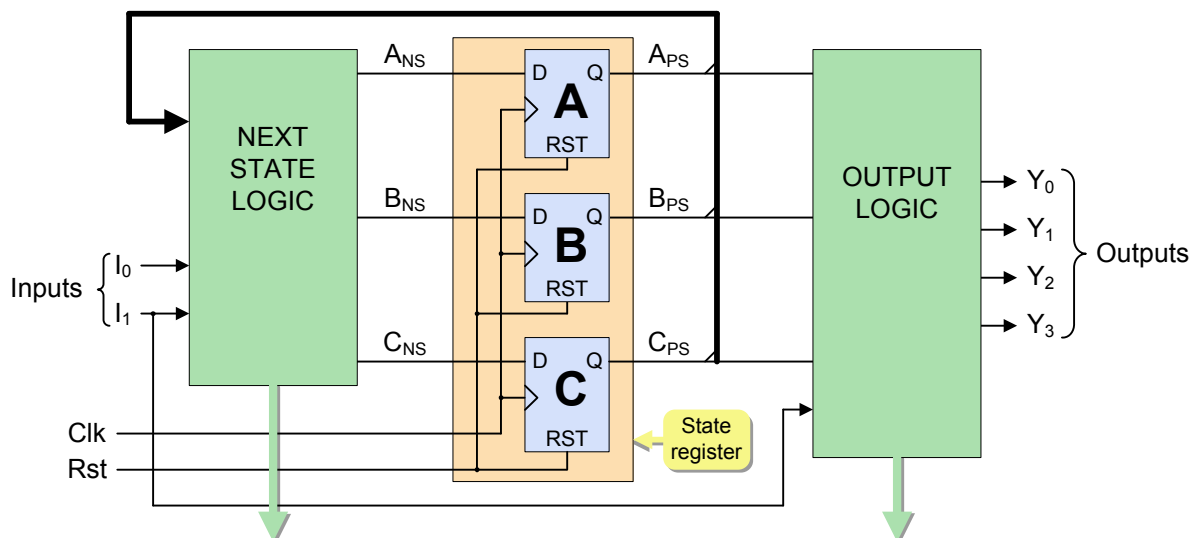 A_NS
A_PS
D
Q
A
RST
NEXT
STATE
LOGIC
OUTPUT
LOGIC
Y_0
B_NS
B_PS
D
Q
Y_1
B
Outputs
Inputs
I_0
Y_2
RST
I_1
Y_3
C_NS
C_PS
D
Q
C
State
register
Clk
RST
Rst